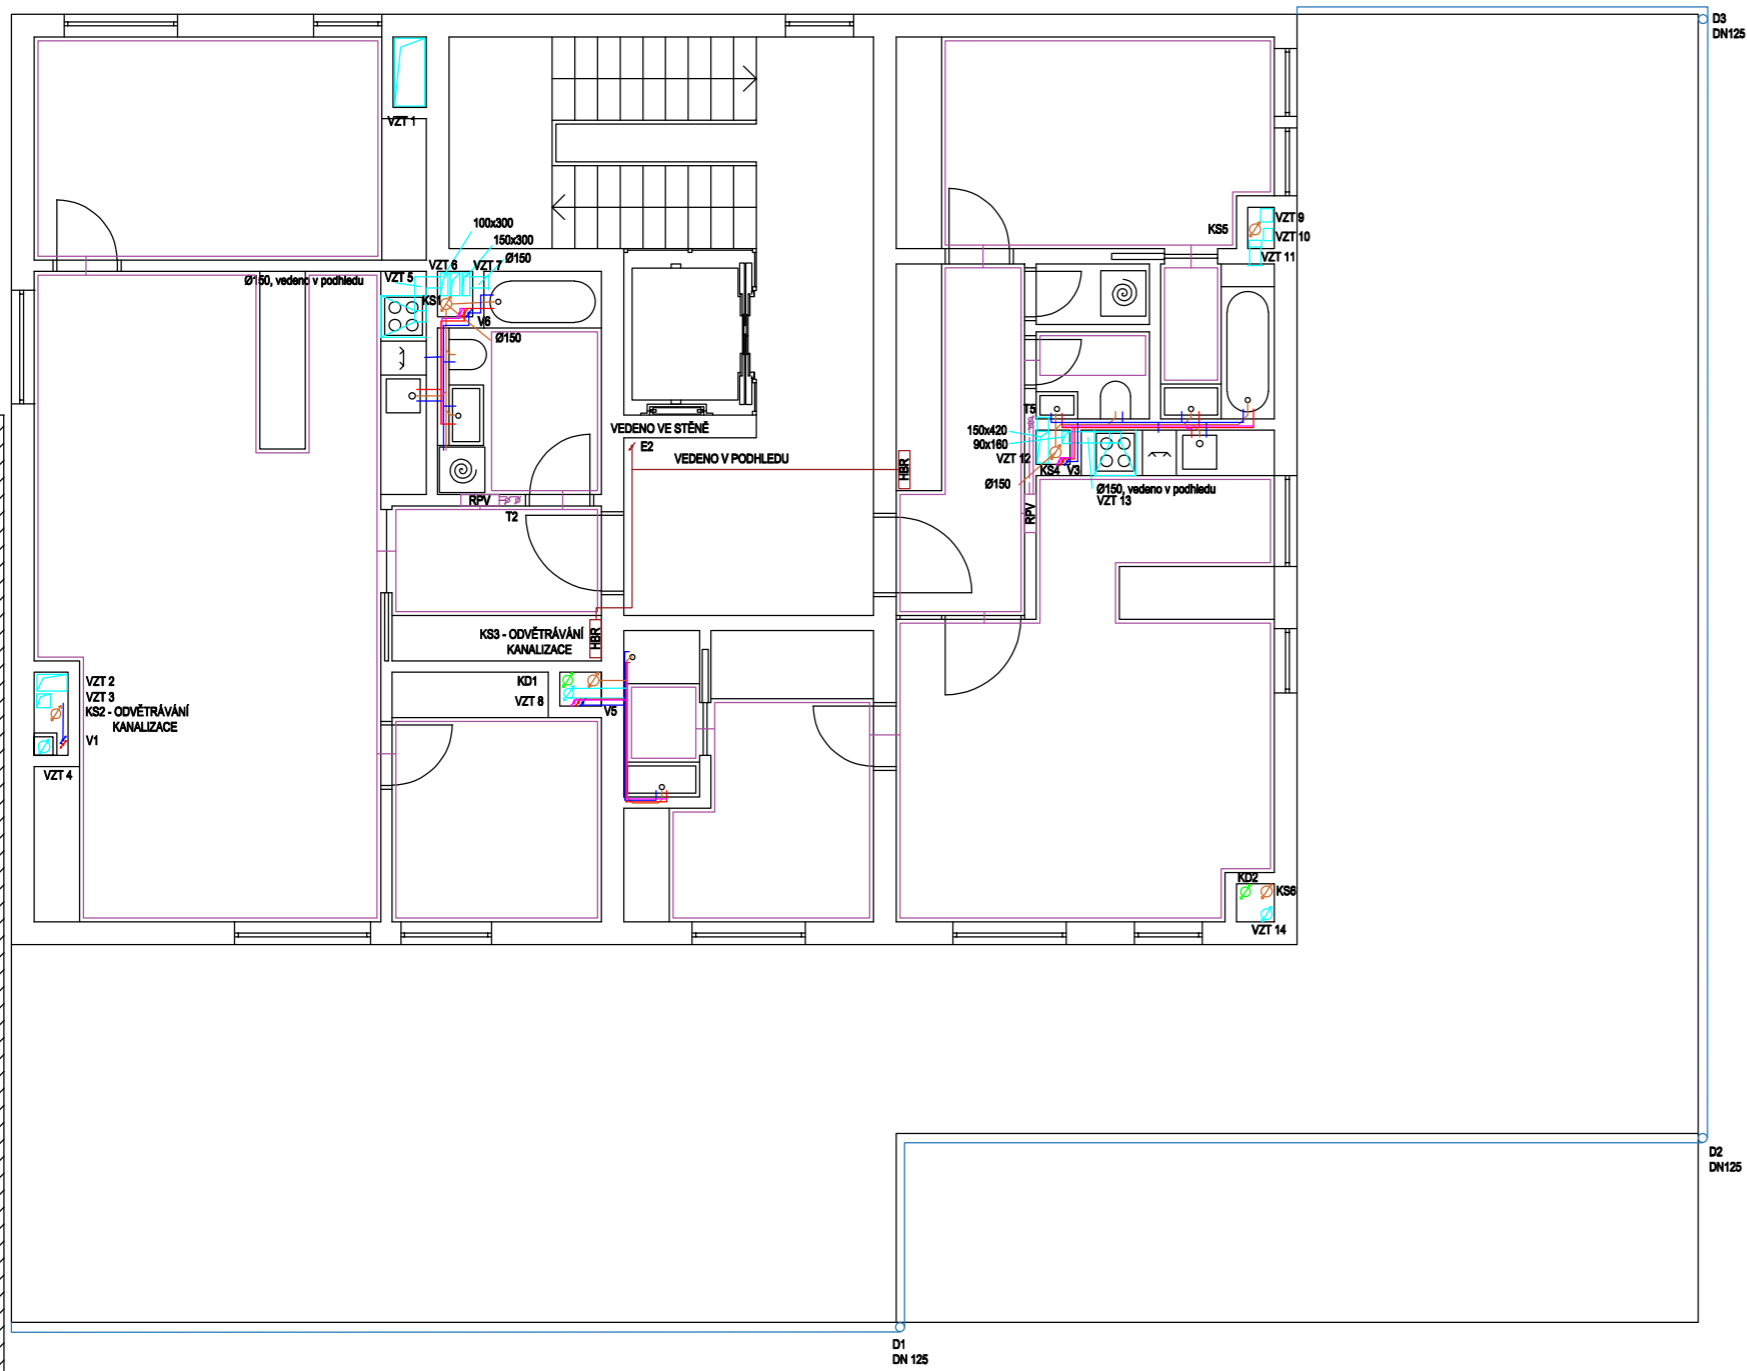 D3
DN125
VZT 1
100x300
150x300
Ø150
VZT 6
VZT 7
VZT 5
Ø150, vedeno v podhledu
KS1
V6
Ø150
KS5
VZT 9
VZT 10
VZT 11
VEDENO VE STĚNĚ
E2
VEDENO V PODHLEDU
HBR
T5
150x420
90x160
VZT 12
KS4
V3
Ø150
Ø150, vedeno v podhledu
VZT 13
RPV
RPV
T2
KS3 - ODVĚTRÁVÁNÍ
KANALIZACE
HBR
VZT 2
VZT 3
KS2 - ODVĚTRÁVÁNÍ
KANALIZACE
V1
VZT 4
KD1
VZT 8
V5
KD2
KS6
VZT 14
D2
DN125
D1
DN 125